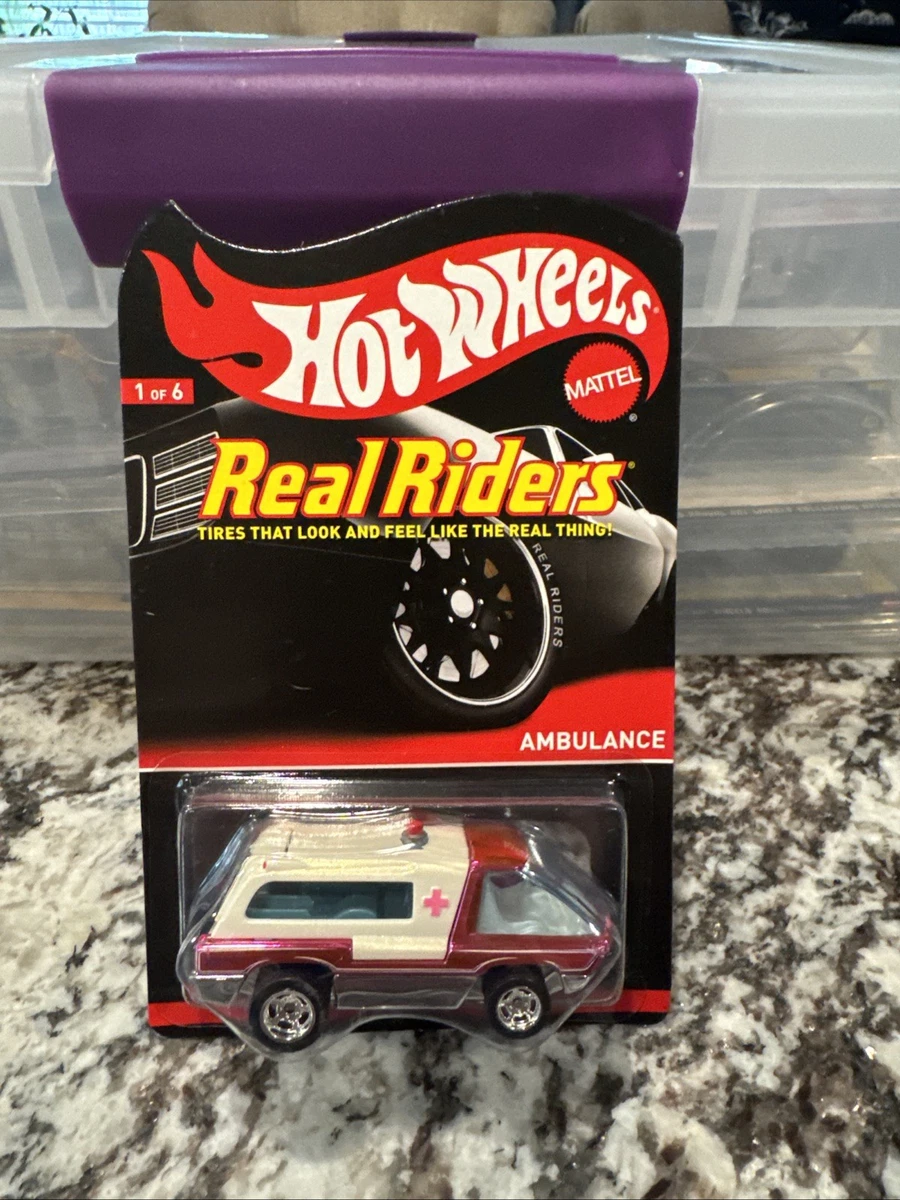 HOT WHEELS®
MATTEL
®
1 OF 6
Real Riders®
TIRES THAT LOOK AND FEEL LIKE THE REAL THING!
REAL RIDERS
AMBULANCE